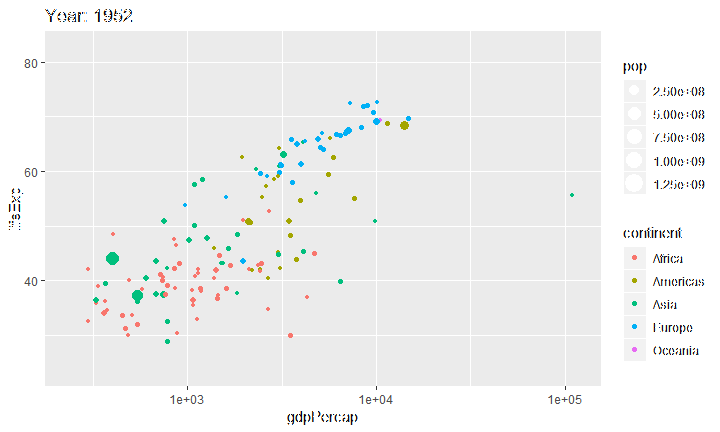 Year: 1952
80
60
40
lifeExp
1e+03
1e+04
1e+05
gdpPercap
pop
2.50e+08
5.00e+08
7.50e+08
1.00e+09
1.25e+09
continent
Africa
Americas
Asia
Europe
Oceania